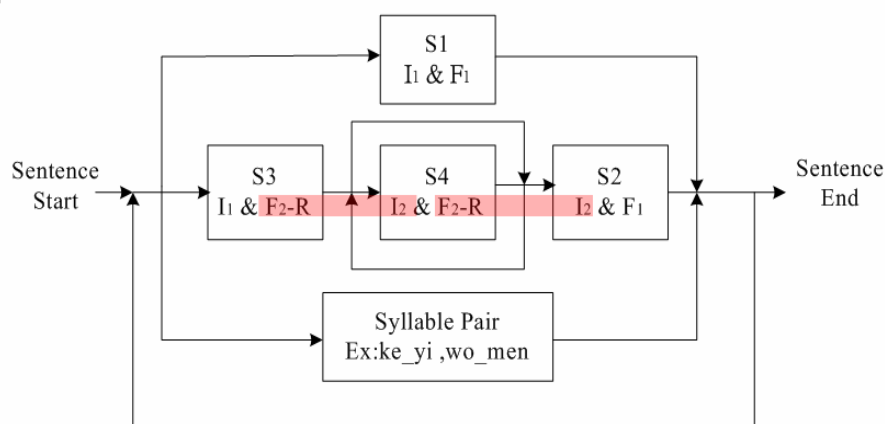 S1
I1 & F1
Sentence
Start
S3
I1 & F2-R
S4
I2 & F2-R
S2
I2 & F1
Sentence
End
Syllable Pair
Ex:ke_yi ,wo_men